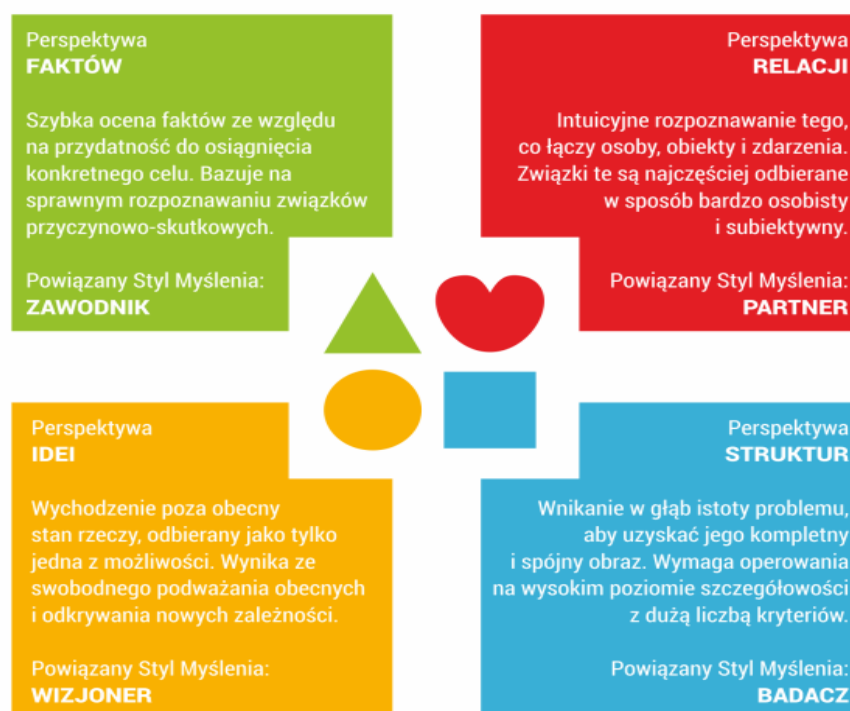 Perspektywa
FAKTÓW
Szybka ocena faktów ze względu
na przydatność do osiągnięcia
konkretnego celu. Bazuje na
sprawnym rozpoznawaniu związków
przyczynowo-skutkowych.
Powiązany Styl Myślenia:
ZAWODNIK
Perspektywa
RELACJI
Intuicyjne rozpoznawanie tego,
co łączy osoby, obiekty i zdarzenia.
Związki te są najczęściej odbierane
w sposób bardzo osobisty
i subiektywny.
Powiązany Styl Myślenia:
PARTNER
Perspektywa
IDEI
Wychodzenie poza obecny
stan rzeczy, odbierany jako tylko
jedna z możliwości. Wynika ze
swobodnego podważania obecnych
i odkrywania nowych zależności.
Powiązany Styl Myślenia:
WIZJONER
Perspektywa
STRUKTUR
Wnikanie w głąb istoty problemu,
aby uzyskać jego kompletny
i spójny obraz. Wymaga operowania
na wysokim poziomie szczegółowości
z dużą liczbą kryteriów.
Powiązany Styl Myślenia:
BADACZ